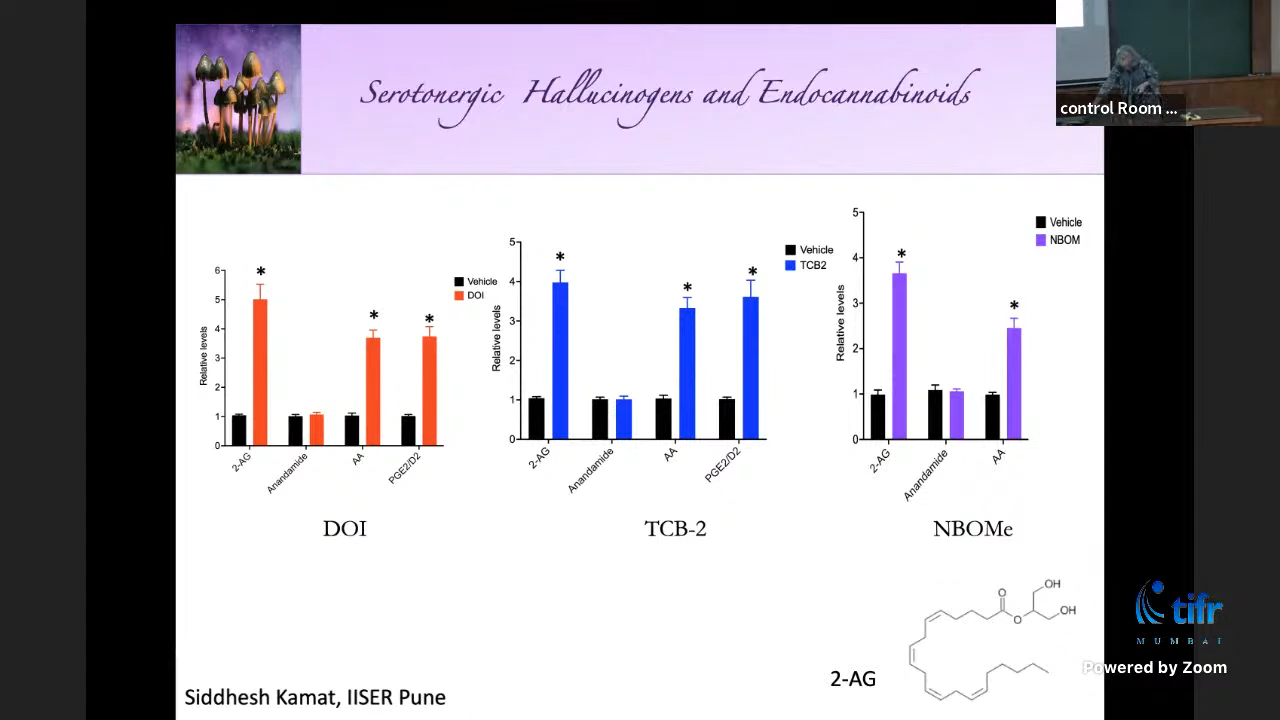 Serotonergic Hallucinogens and Endocannabinoids
control Room ...
6
5
4
3
2
1
0
Relative levels
*
*
*
Vehicle
DOI
2-AG
Anandamide
AA
PGE2/D2
DOI
5
4
3
2
1
0
Relative levels
*
*
*
Vehicle
TCB2
2-AG
Anandamide
AA
PGE2/D2
TCB-2
5
4
3
2
1
0
Relative levels
*
*
Vehicle
NBOM
2-AG
Anandamide
AA
NBOMe
O
O
OH
OH
2-AG
Siddhesh Kamat, IISER Pune
tifr
MUMBAI
Powered by Zoom